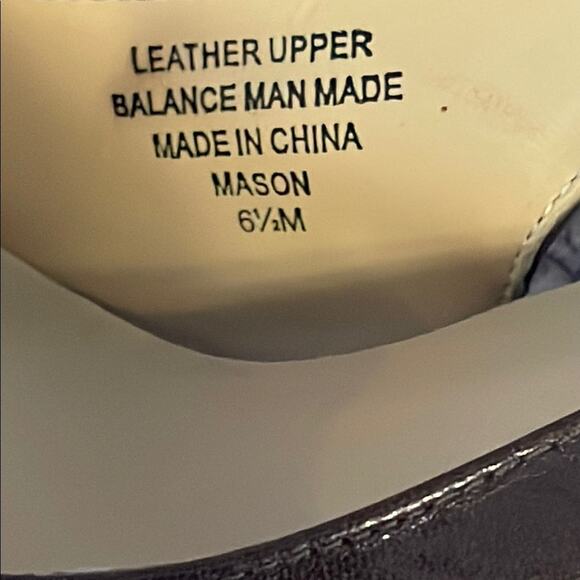 LEATHER UPPER
BALANCE MAN MADE
MADE IN CHINA
MASON
6½M